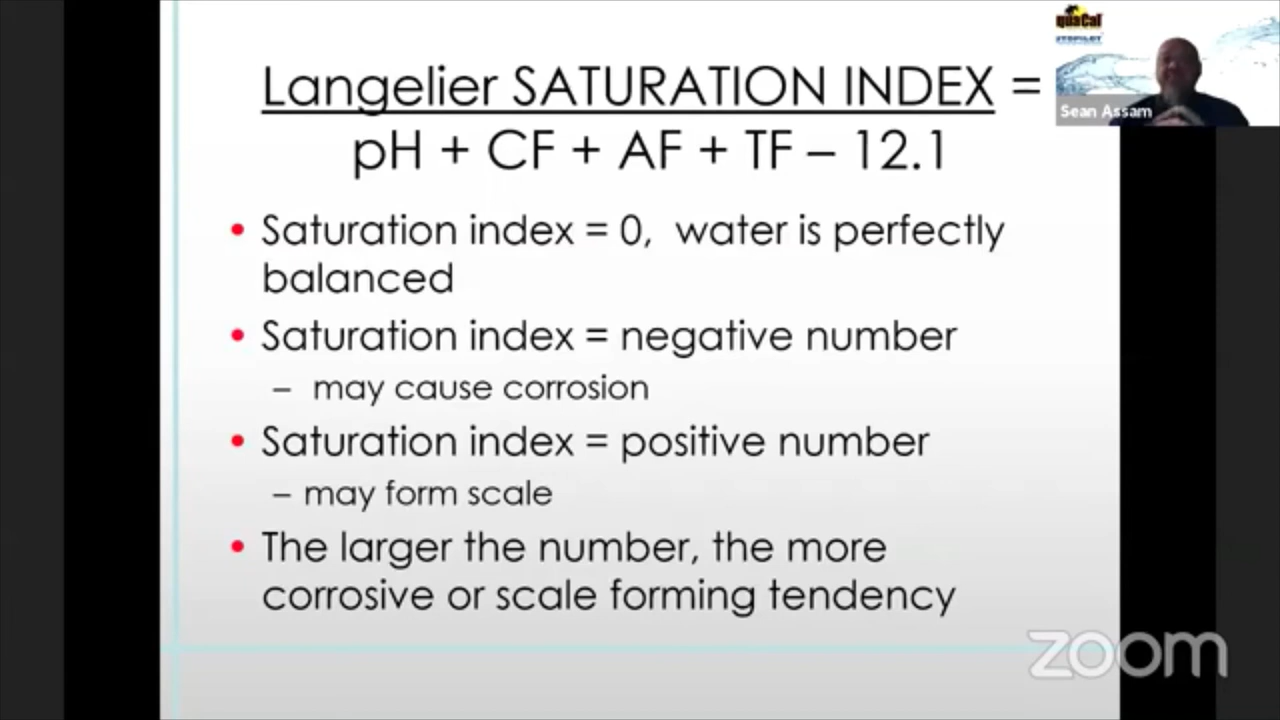 Langelier SATURATION INDEX =
pH + CF + AF + TF – 12.1
• Saturation index = 0, water is perfectly
balanced
• Saturation index = negative number
– may cause corrosion
• Saturation index = positive number
– may form scale
• The larger the number, the more
corrosive or scale forming tendency
Sean Assam
zoom